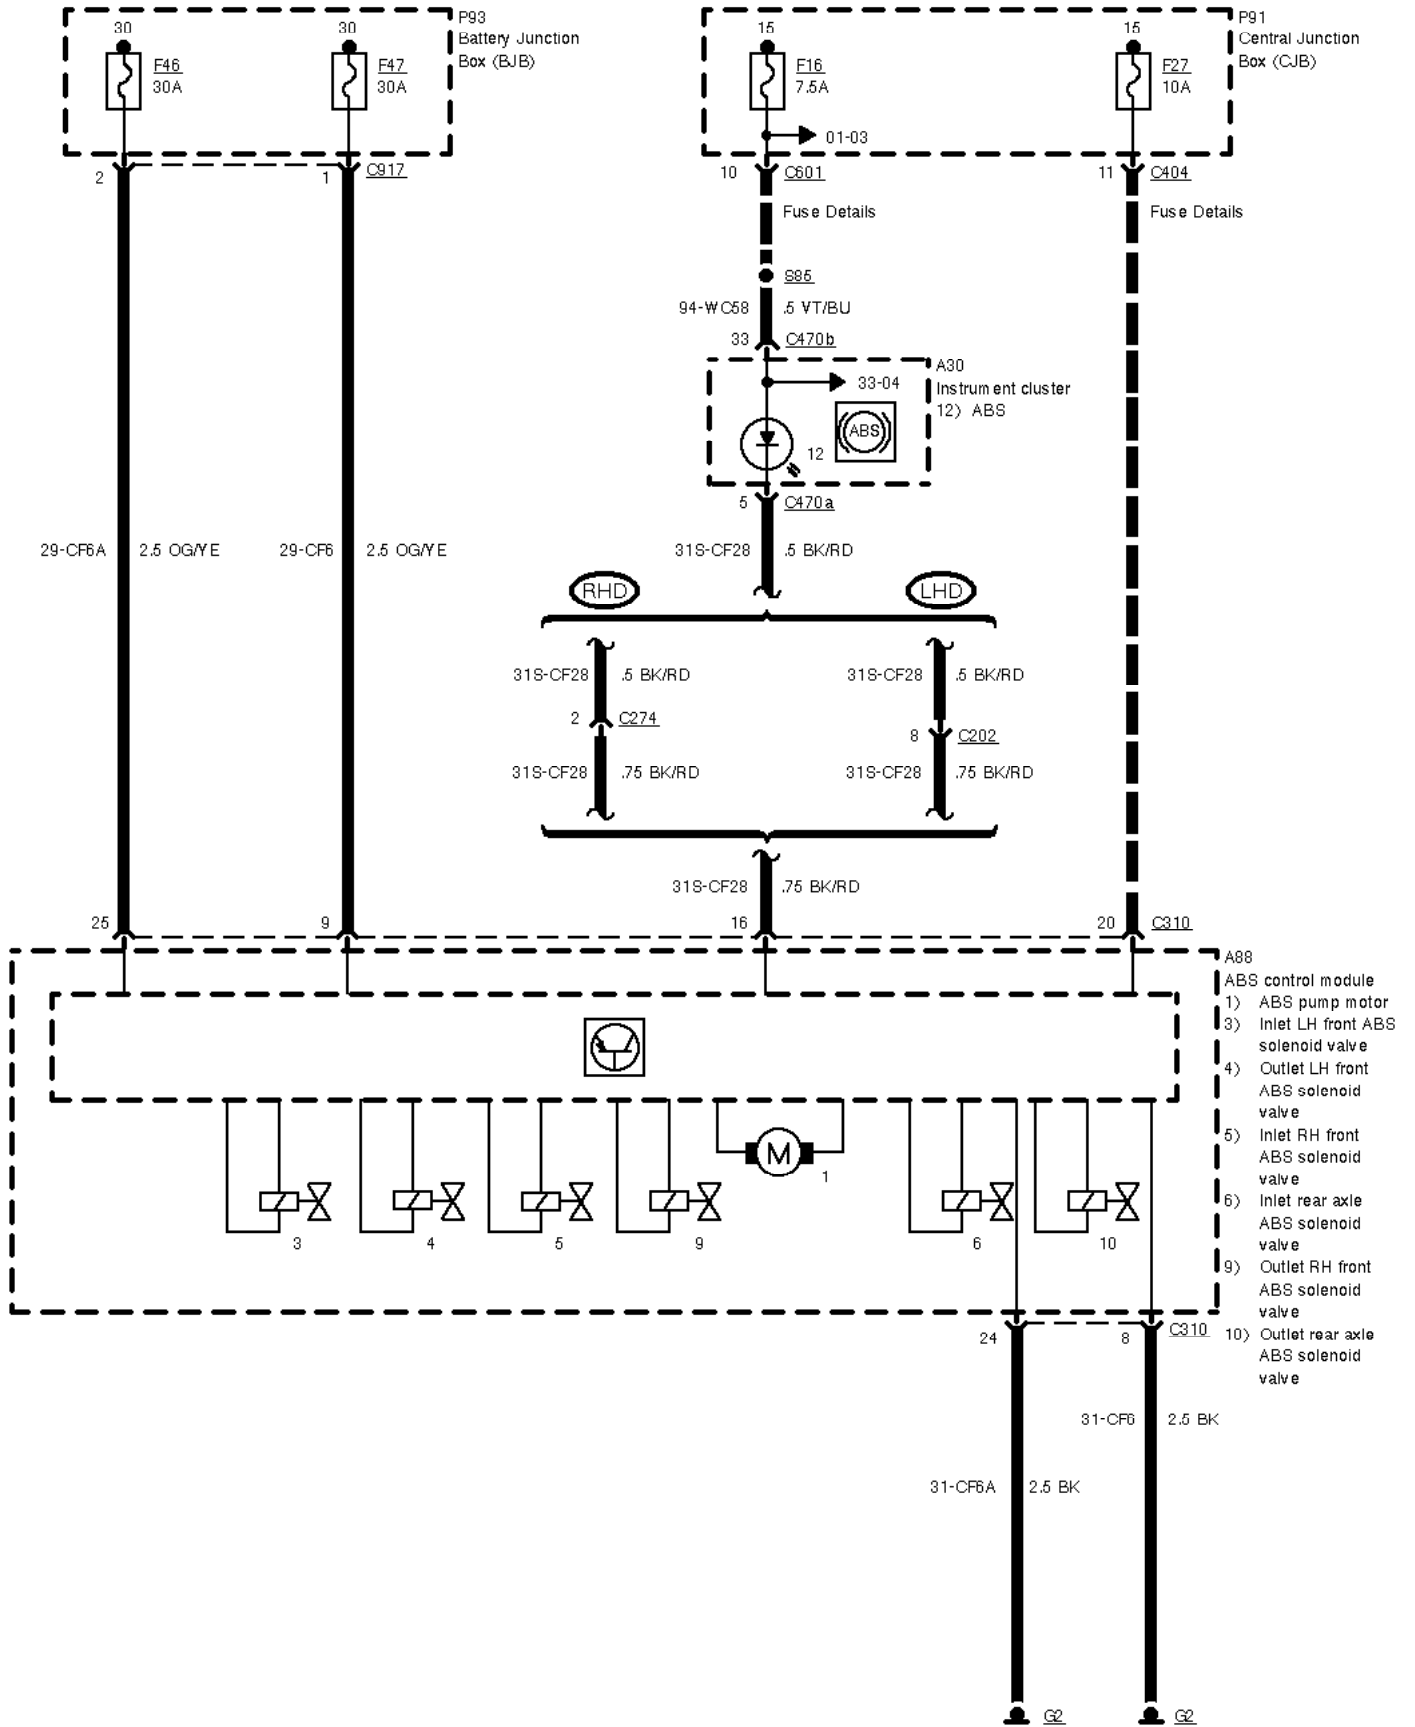 30
30
P93
Battery Junction
Box (BJB)
F46
30A
F47
30A
15
15
P91
Central Junction
Box (CJB)
F16
7.5A
F27
10A
01-03
2
1
C917
10
C601
11
C404
Fuse Details
Fuse Details
S85
94-WC58
.5 VT/BU
33
C470b
A30
Instrument cluster
12) ABS
33-04
ABS
12
5
C470a
29-CF6A
2.5 OG/YE
29-CF6
2.5 OG/YE
31S-CF28
.5 BK/RD
RHD
LHD
31S-CF28
.5 BK/RD
31S-CF28
.5 BK/RD
2
C274
8
C202
31S-CF28
.75 BK/RD
31S-CF28
.75 BK/RD
31S-CF28
.75 BK/RD
25
9
16
20
C310
A88
ABS control module
1) ABS pump motor
3) Inlet LH front ABS
solenoid valve
4) Outlet LH front
ABS solenoid
valve
5) Inlet RH front
ABS solenoid
valve
6) Inlet rear axle
ABS solenoid
valve
9) Outlet RH front
ABS solenoid
valve
10) Outlet rear axle
ABS solenoid
valve
M
1
3
4
5
9
6
10
24
8
C310
31-CF6
2.5 BK
31-CF6A
2.5 BK
G2
G2